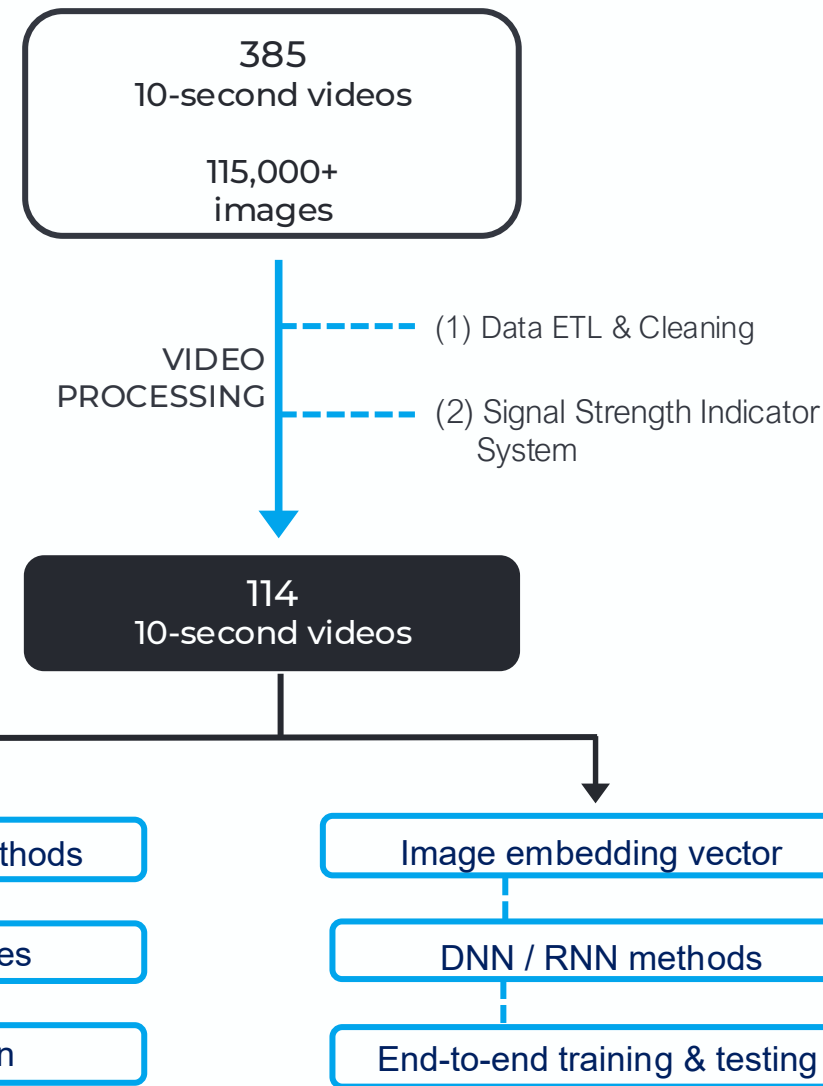 385
10-second videos
115,000+
images
VIDEO
PROCESSING
(1) Data ETL & Cleaning
(2) Signal Strength Indicator
System
114
10-second videos
Image embedding vector
DNN / RNN methods
End-to-end training & testing